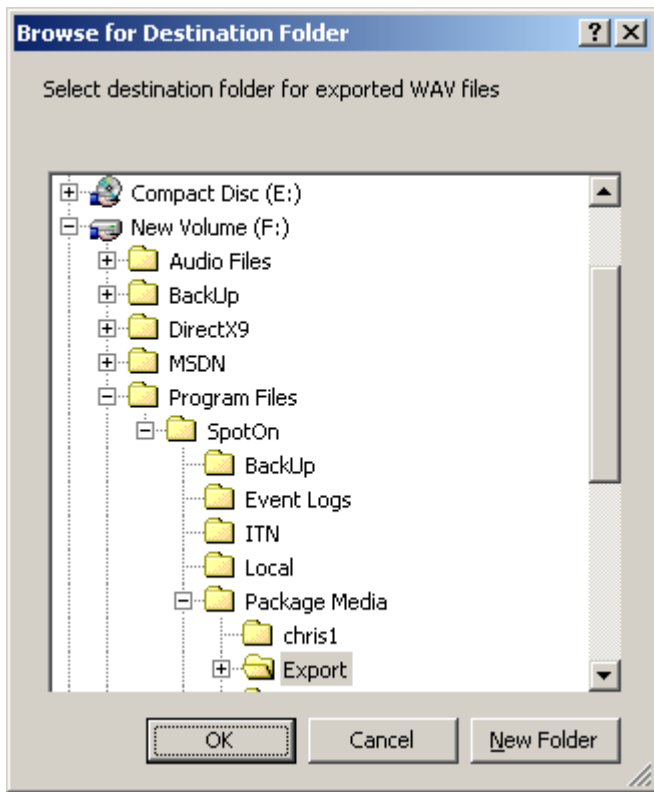 Browse for Destination Folder
Select destination folder for exported WAV files
Compact Disc (E:)
New Volume (F:)
Audio Files
BackUp
DirectX9
MSDN
Program Files
SpotOn
BackUp
Event Logs
ITN
Local
Package Media
chris1
Export
OK Cancel New Folder